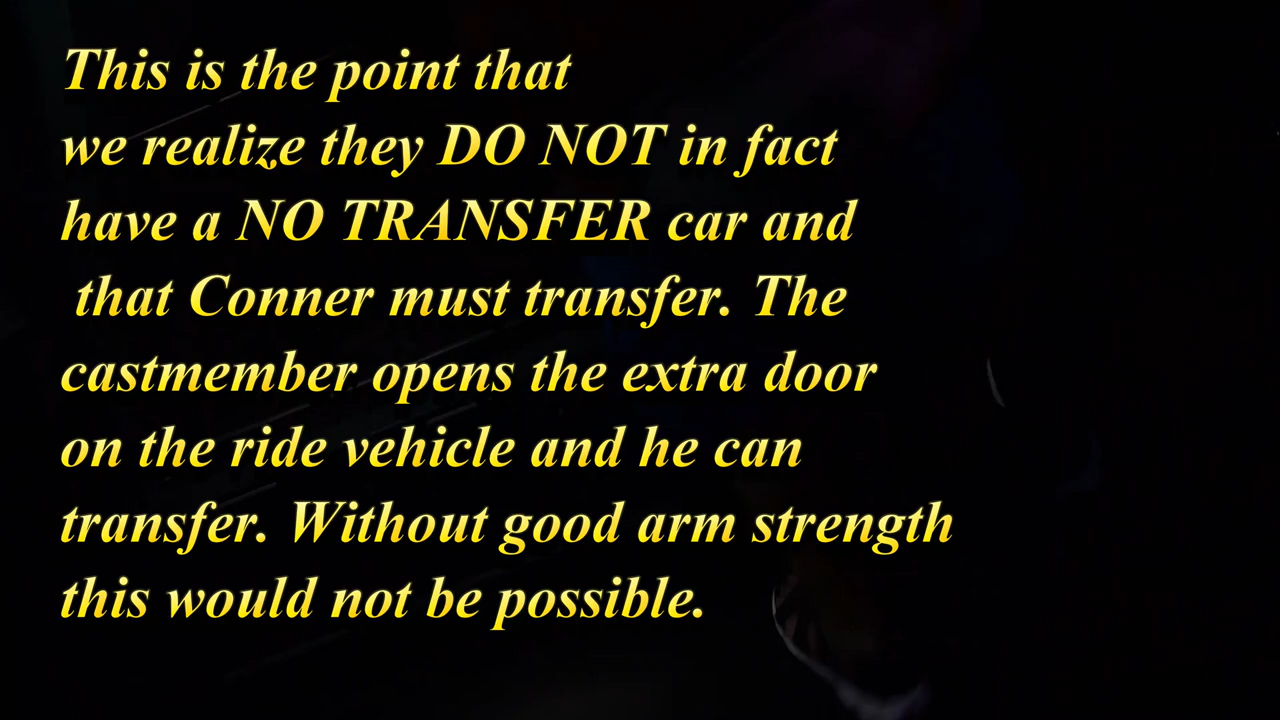 This is the point that
we realize they DO NOT in fact
have a NO TRANSFER car and
that Conner must transfer. The
castmember opens the extra door
on the ride vehicle and he can
transfer. Without good arm strength
this would not be possible.